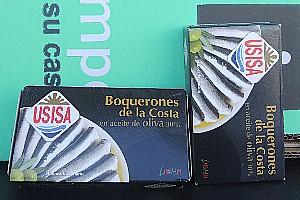 mpo
su cas
USISA
Boquerones
de la Costa
en aceite de oliva
USISA
Boquerones
de la Costa
en aceite de oliva